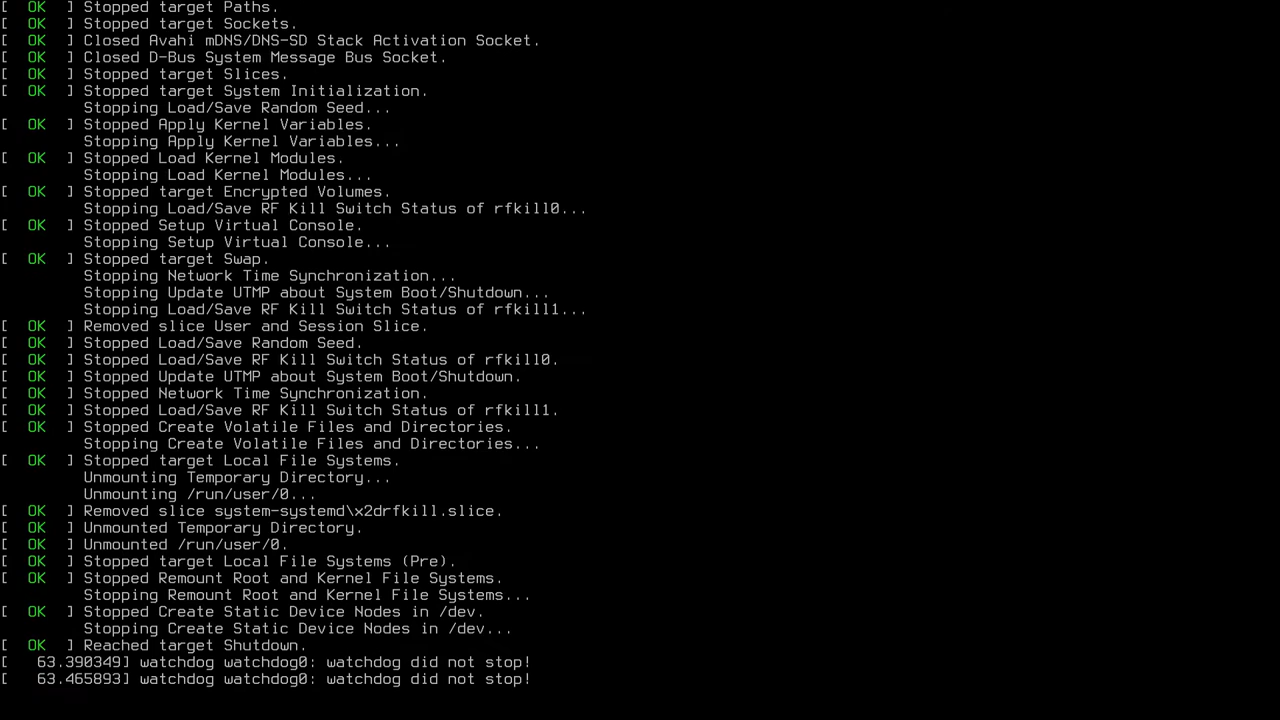 [  OK  ] Stopped target Paths.
[  OK  ] Stopped target Sockets.
[  OK  ] Closed Avahi mDNS/DNS-SD Stack Activation Socket.
[  OK  ] Closed D-Bus System Message Bus Socket.
[  OK  ] Stopped target Slices.
[  OK  ] Stopped target System Initialization.
         Stopping Load/Save Random Seed...
[  OK  ] Stopped Apply Kernel Variables.
         Stopping Apply Kernel Variables...
[  OK  ] Stopped Load Kernel Modules.
         Stopping Load Kernel Modules...
[  OK  ] Stopped target Encrypted Volumes.
         Stopping Load/Save RF Kill Switch Status of rfkill0...
[  OK  ] Stopped Setup Virtual Console.
         Stopping Setup Virtual Console...
[  OK  ] Stopped target Swap.
         Stopping Network Time Synchronization...
         Stopping Update UTMP about System Boot/Shutdown...
         Stopping Load/Save RF Kill Switch Status of rfkill1...
[  OK  ] Removed slice User and Session Slice.
[  OK  ] Stopped Load/Save Random Seed.
[  OK  ] Stopped Load/Save RF Kill Switch Status of rfkill0.
[  OK  ] Stopped Update UTMP about System Boot/Shutdown.
[  OK  ] Stopped Network Time Synchronization.
[  OK  ] Stopped Load/Save RF Kill Switch Status of rfkill1.
[  OK  ] Stopped Create Volatile Files and Directories.
         Stopping Create Volatile Files and Directories...
[  OK  ] Stopped target Local File Systems.
         Unmounting Temporary Directory...
         Unmounting /run/user/0...
[  OK  ] Removed slice system-systemd\x2drfkill.slice.
[  OK  ] Unmounted Temporary Directory.
[  OK  ] Unmounted /run/user/0.
[  OK  ] Stopped target Local File Systems (Pre).
[  OK  ] Stopped Remount Root and Kernel File Systems.
         Stopping Remount Root and Kernel File Systems...
[  OK  ] Stopped Create Static Device Nodes in /dev.
         Stopping Create Static Device Nodes in /dev...
[  OK  ] Reached target Shutdown.
[   63.390349] watchdog watchdog0: watchdog did not stop!
[   63.465893] watchdog watchdog0: watchdog did not stop!